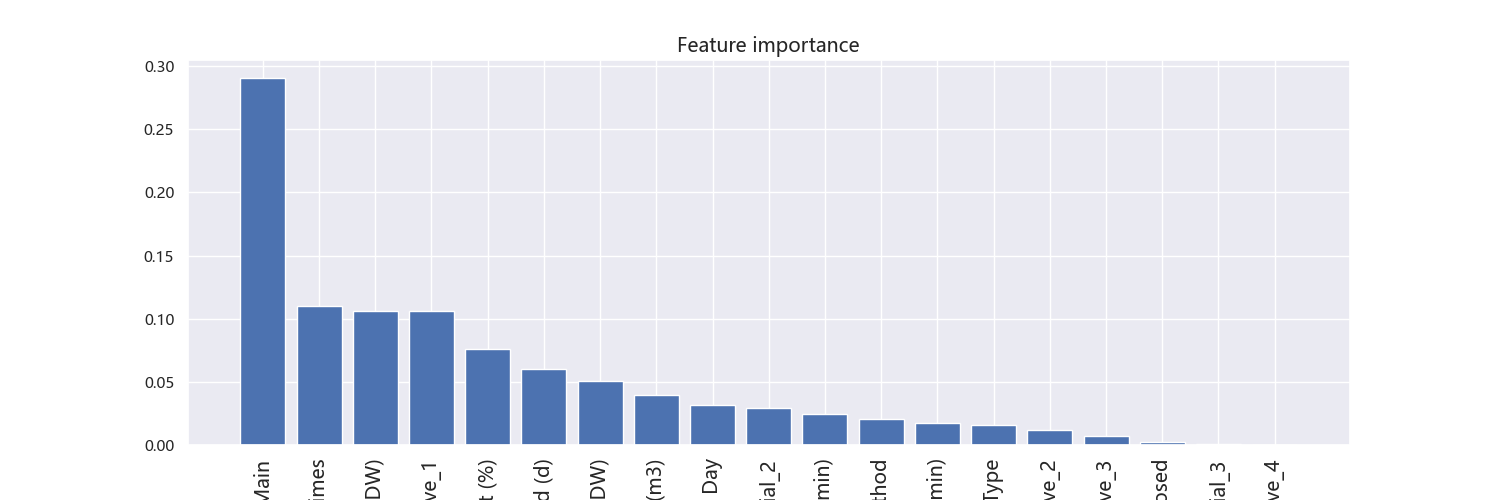 Feature importance
0.30
0.25
0.20
0.15
0.10
0.05
0.00
Main
imes
DW)
ve_1
t (%)
d (d)
DW)
(m3)
Day
ial_2
min)
thod
min)
Type
ve_2
ve_3
osed
ial_3
ve_4